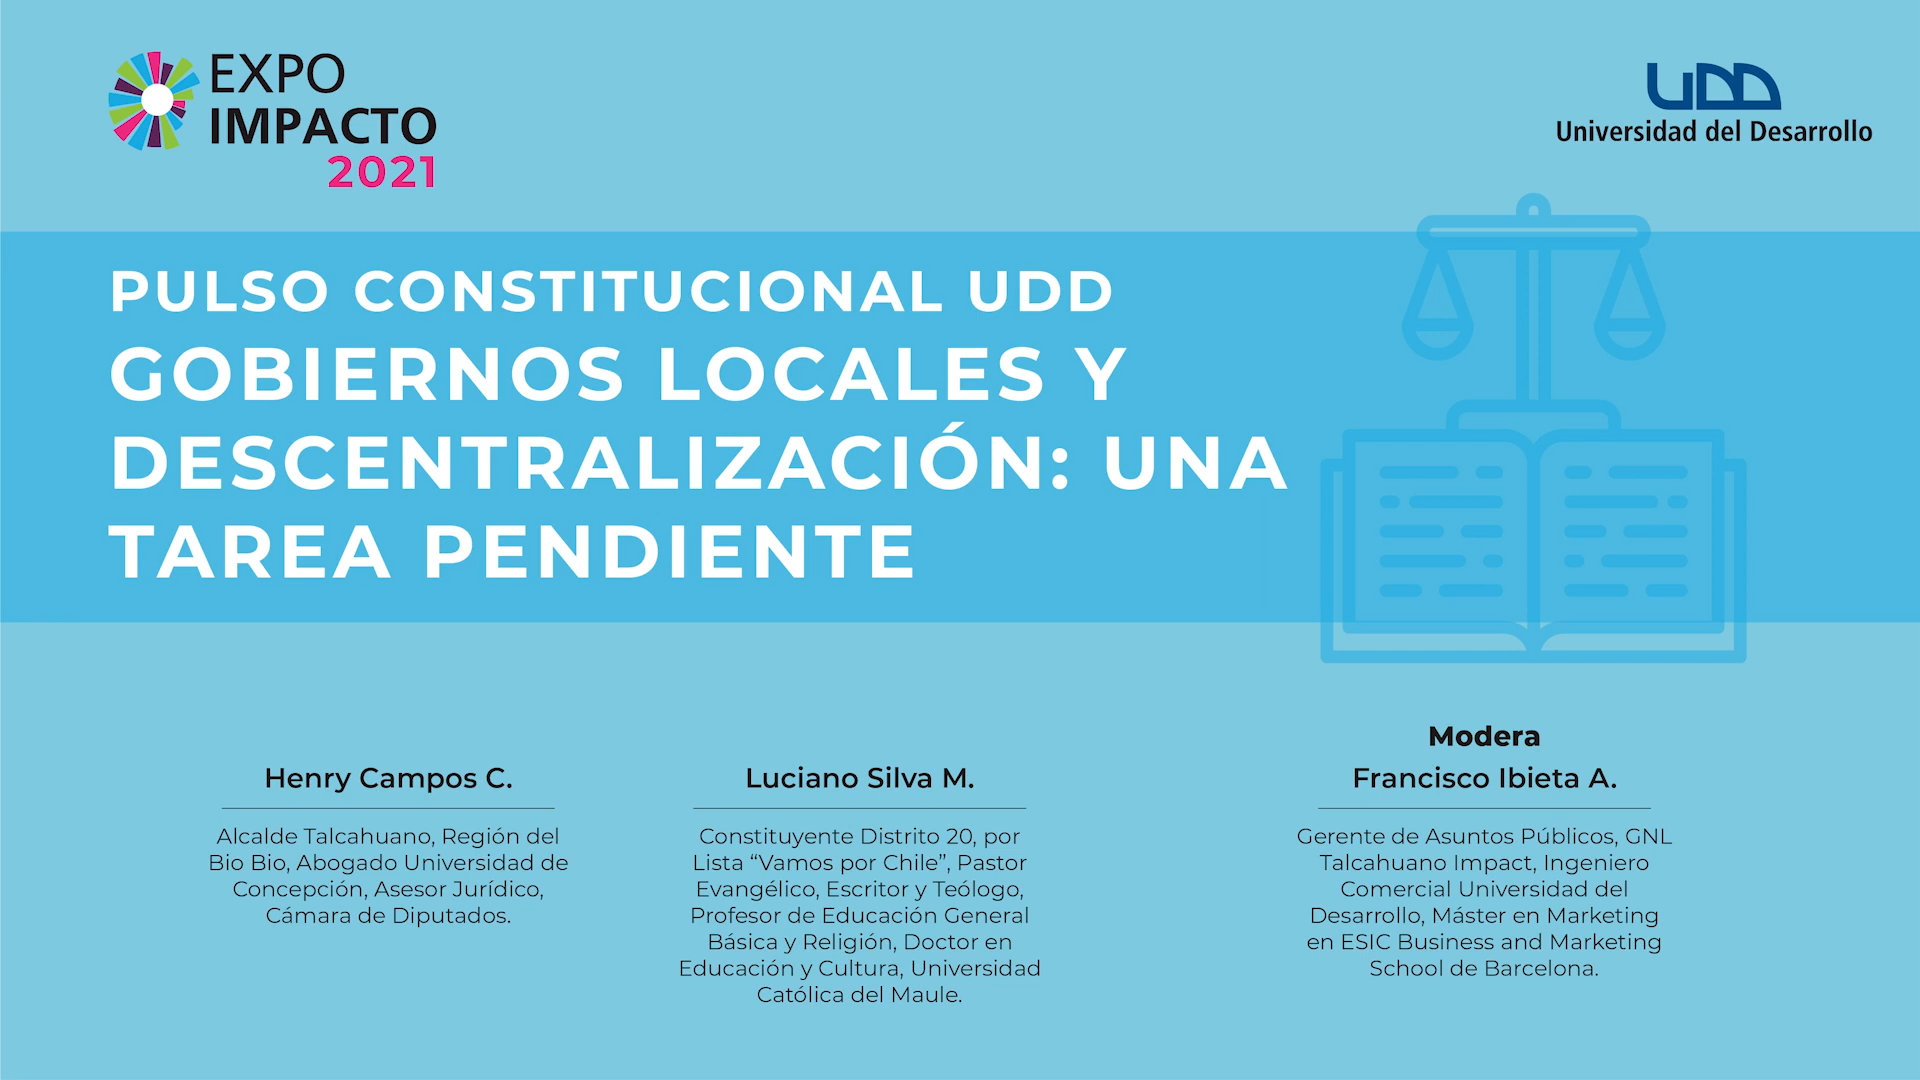 EXPO
IMPACTO
2021
UDD
Universidad del Desarrollo
PULSO CONSTITUCIONAL UDD
GOBIERNOS LOCALES Y
DESCENTRALIZACIÓN: UNA
TAREA PENDIENTE
Henry Campos C.
Alcalde Talcahuano, Región del
Bio Bio, Abogado Universidad de
Concepción, Asesor Jurídico,
Cámara de Diputados.
Luciano Silva M.
Constituyente Distrito 20, por
Lista “Vamos por Chile”, Pastor
Evangélico, Escritor y Teólogo,
Profesor de Educación General
Básica y Religión, Doctor en
Educación y Cultura, Universidad
Católica del Maule.
Modera
Francisco Ibieta A.
Gerente de Asuntos Públicos, GNL
Talcahuano Impact, Ingeniero
Comercial Universidad del
Desarrollo, Máster en Marketing
en ESIC Business and Marketing
School de Barcelona.